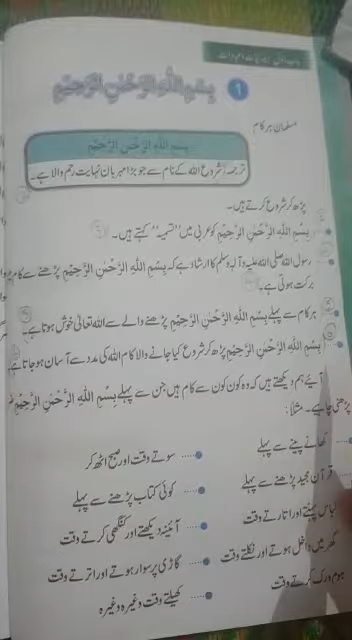 بِسْمِ اللّٰهِ الرَّحْمٰنِ الرَّحِيْمِ
1
مسلمان ہر کام
بِسْمِ اللّٰهِ الرَّحْمٰنِ الرَّحِيْمِ
ترجمہ: شروع اللہ کے نام سے جو بڑا مہربان نہایت رحم والا ہے۔
پڑھ کر شروع کرتے ہیں۔
بِسْمِ اللّٰهِ الرَّحْمٰنِ الرَّحِيْمِ کو عربی میں "تسمیہ" کہتے ہیں۔
رسول اللہ صلی اللہ علیہ وآلہ وسلم کا ارشاد ہے کہ بِسْمِ اللّٰهِ الرَّحْمٰنِ الرَّحِيْمِ پڑھنے سے کام
برکت ہوتی ہے۔
ہر کام سے پہلے بِسْمِ اللّٰهِ الرَّحْمٰنِ الرَّحِيْمِ پڑھنے والے سے اللہ تعالیٰ خوش ہوتا ہے۔
بِسْمِ اللّٰهِ الرَّحْمٰنِ الرَّحِيْمِ پڑھ کر شروع کیا جانے والا کام اللہ کی مدد سے آسان ہو جاتا ہے
آیئے ہم دیکھتے ہیں کہ وہ کون کون سے کام ہیں جن سے پہلے بِسْمِ اللّٰهِ الرَّحْمٰنِ الرَّحِيْمِ
پڑھنی چاہیے۔ مثلاً:
کھانے پینے سے پہلے
سوتے وقت اور صبح اٹھ کر
قرآن مجید پڑھنے سے پہلے
کوئی کتاب پڑھنے سے پہلے
لباس پہنتے اور اتارتے وقت
آئینہ دیکھتے اور کنگھی کرتے وقت
گھر میں داخل ہوتے اور نکلتے وقت
گاڑی پر سوار ہوتے اور اترتے وقت
ہوم ورک کرتے وقت
کھیلتے وقت وغیرہ وغیرہ